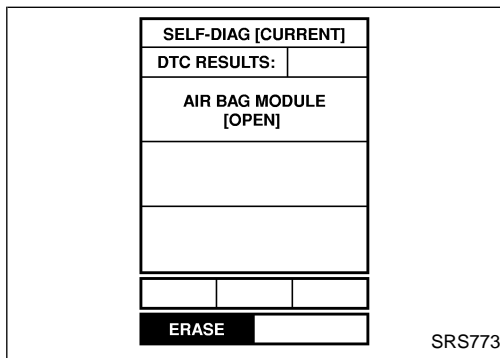 SELF-DIAG [CURRENT]
DTC RESULTS:
AIR BAG MODULE
[OPEN]
ERASE
SRS773